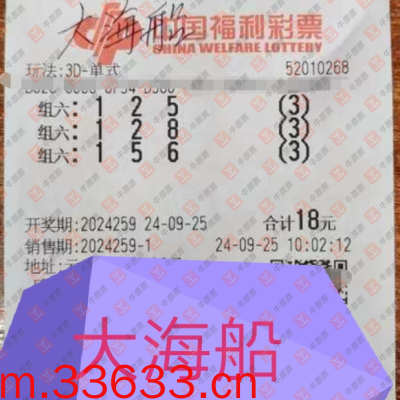 大海船
中国福利彩票
CHINA WELFARE LOTTERY
玩法:3D-单式
52010268
组六: 1 2 5 (3)
组六: 1 2 8 (3)
组六: 1 5 6 (3)
开奖期:2024259 24-09-25 合计18元
销售期:2024259-1 24-09-25 10:02:12
地址:
大海船
m.33633.cn